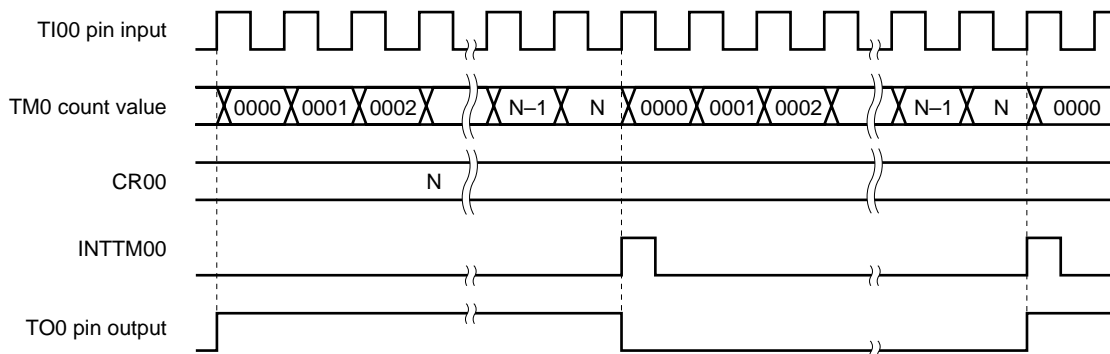 TI00 pin input
TM0 count value 0000 0001 0002 N–1 N 0000 0001 0002 N–1 N 0000
CR00 N
INTTM00
TO0 pin output